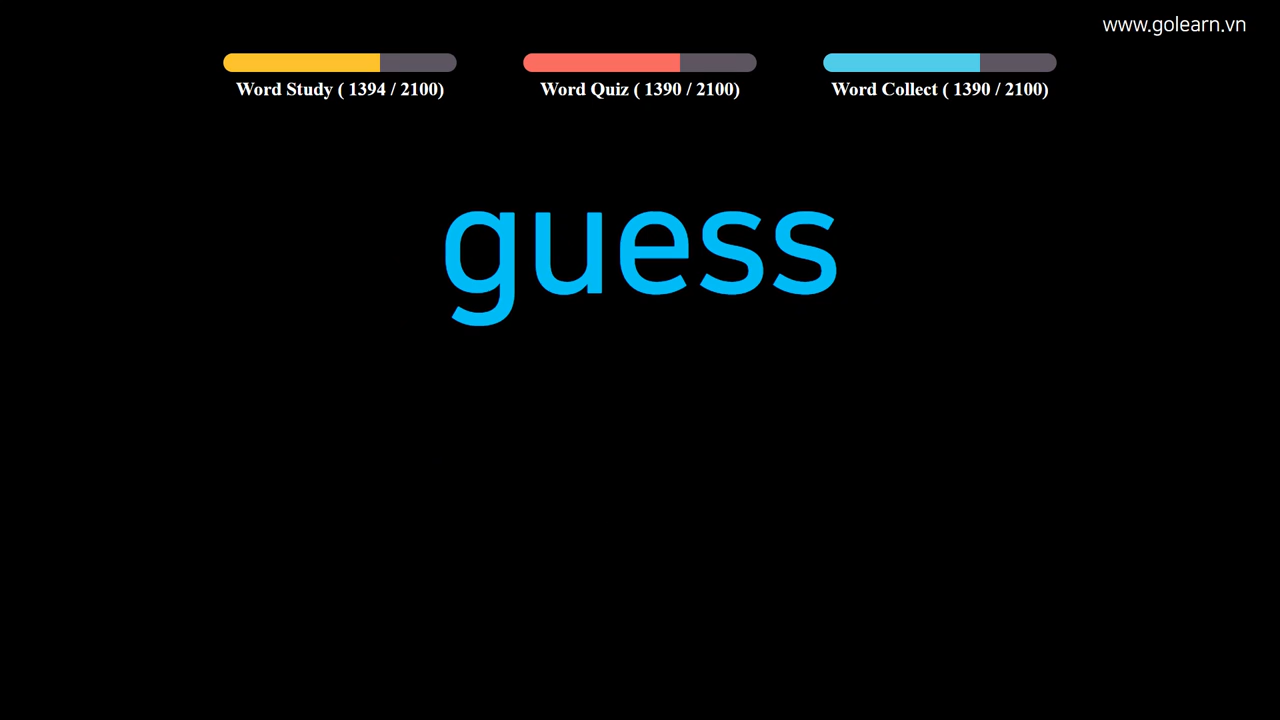 www.golearn.vn
Word Study ( 1394 / 2100)
Word Quiz ( 1390 / 2100)
Word Collect ( 1390 / 2100)
guess